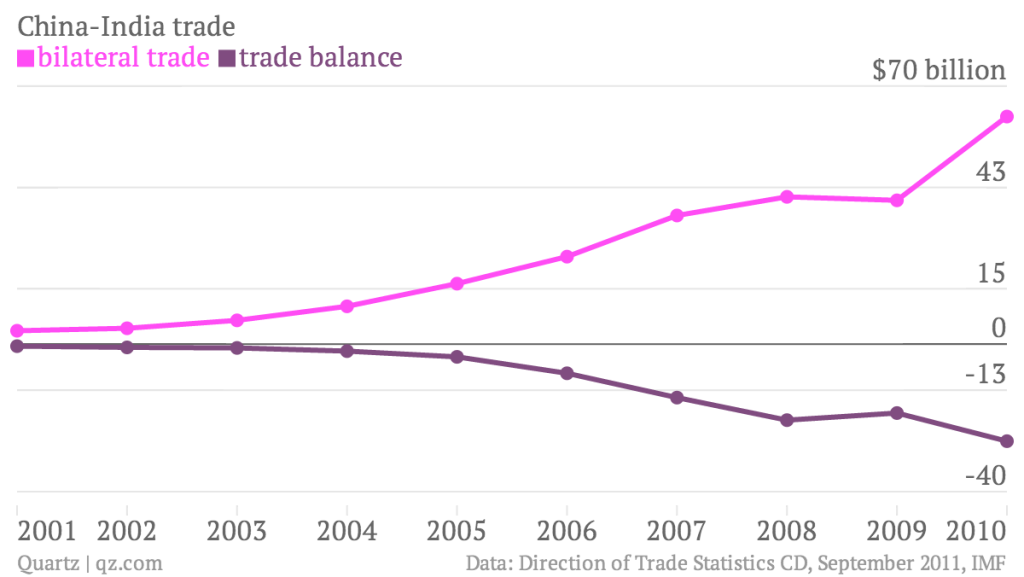 China-India trade
bilateral trade trade balance
$70 billion
43
15
0
-13
-40
2001 2002 2003 2004 2005 2006 2007 2008 2009 2010
Quartz | qz.com Data: Direction of Trade Statistics CD, September 2011, IMF